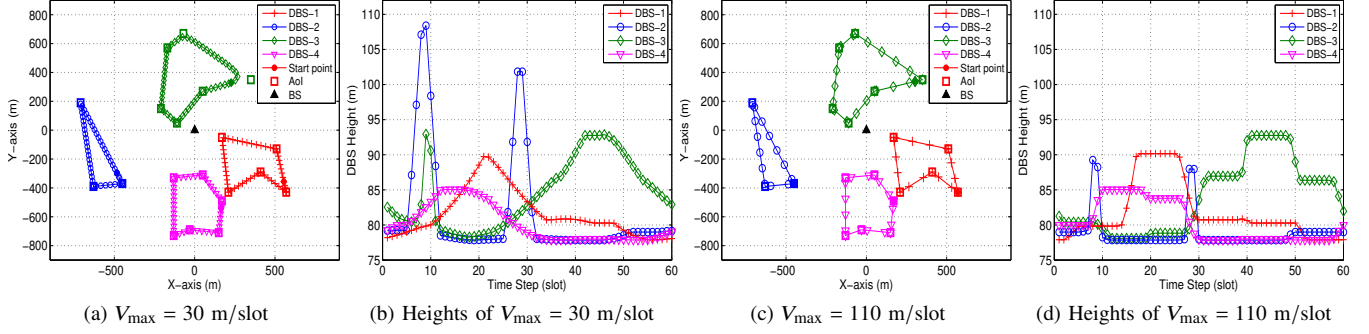 800
600
400
200
0
-200
-400
-600
-800
Y-axis (m)
-500
0
500
X-axis (m)
DBS-1
DBS-2
DBS-3
DBS-4
Start point
AoI
BS
(a) Vmax = 30 m/slot
110
105
100
95
90
85
80
75
DBS Height (m)
0
10
20
30
40
50
60
Time Step (slot)
DBS-1
DBS-2
DBS-3
DBS-4
(b) Heights of Vmax = 30 m/slot
800
600
400
200
0
-200
-400
-600
-800
Y-axis (m)
-500
0
500
X-axis (m)
DBS-1
DBS-2
DBS-3
DBS-4
Start point
AoI
BS
(c) Vmax = 110 m/slot
110
105
100
95
90
85
80
75
DBS Height (m)
0
10
20
30
40
50
60
Time Step (slot)
DBS-1
DBS-2
DBS-3
DBS-4
(d) Heights of Vmax = 110 m/slot